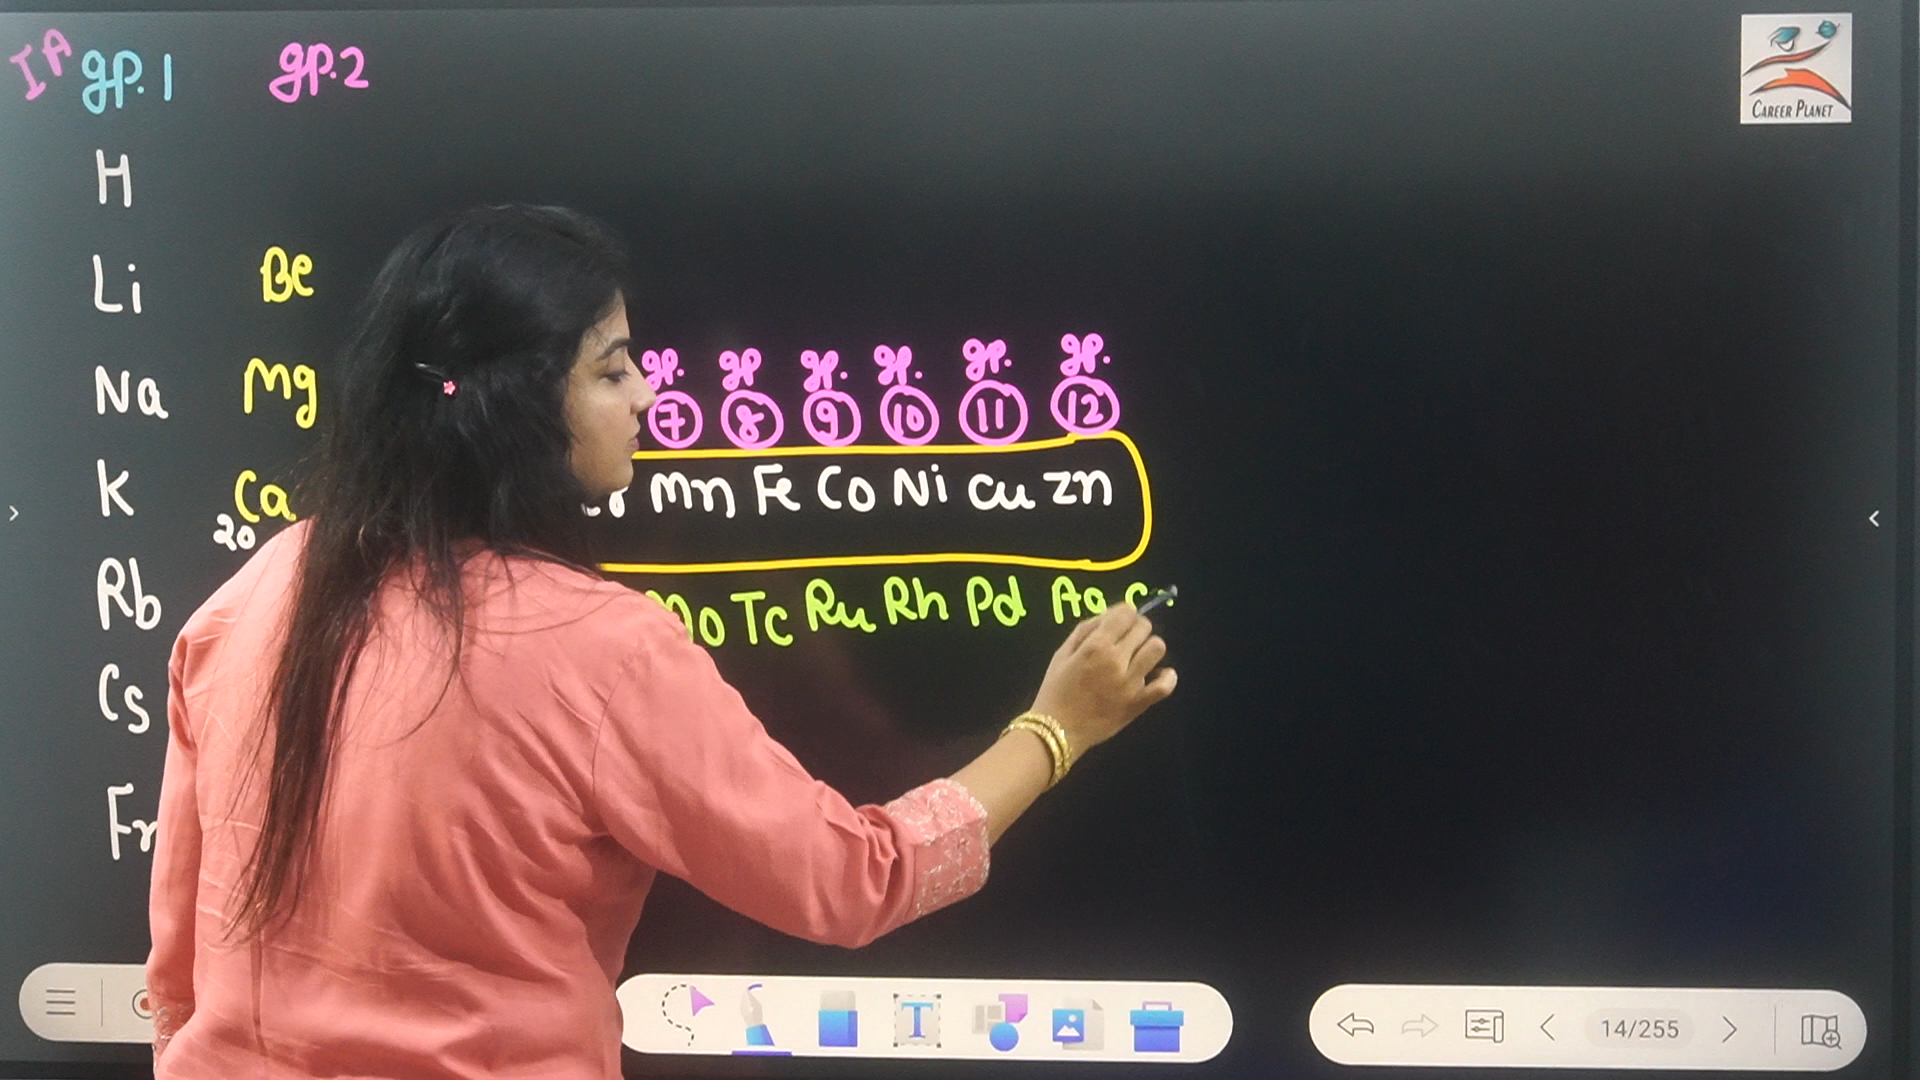 IA gp.1 gp.2
CAREER PLANET
H
Li Be
gp. gp gp. gp. gp. gp.
Na Mg 7 8 9 10 11 12
K Ca Mn Fe Co Ni Cu Zn
20
Rb Mo Tc Ru Rh Pd Ag
Cs
Fr
T 14/255